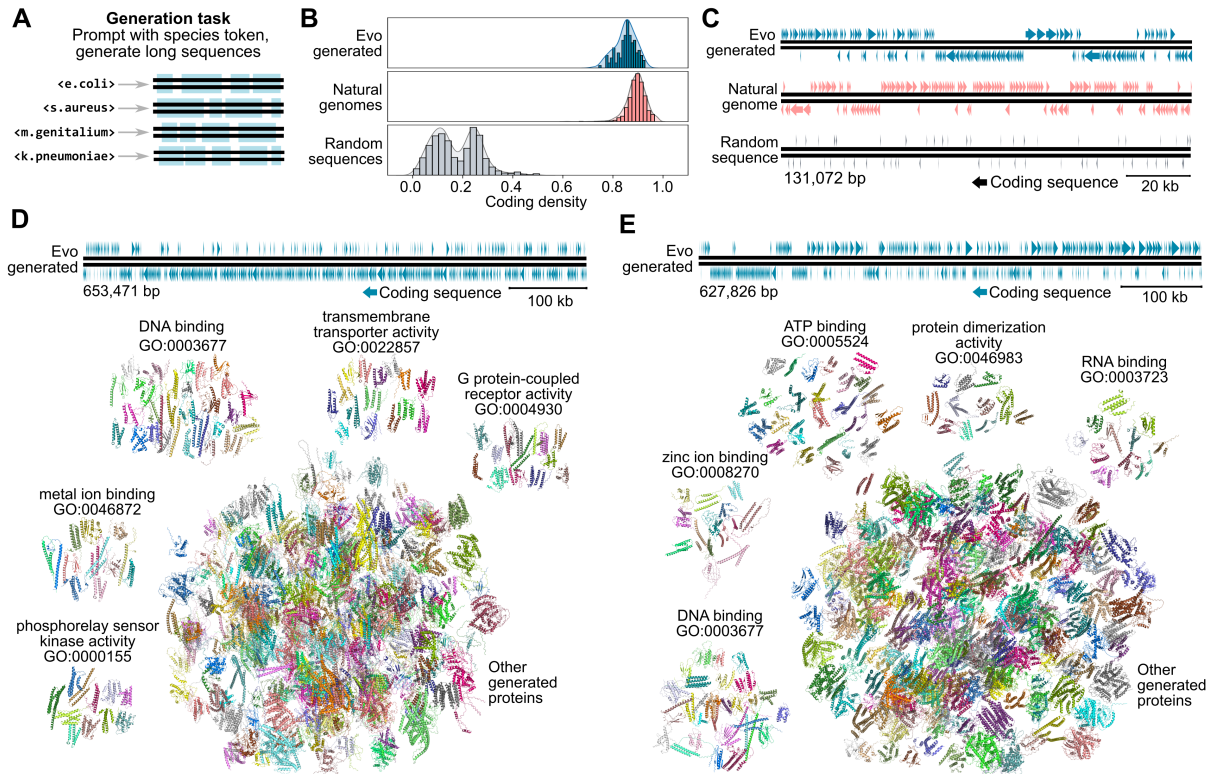 A
Generation task
Prompt with species token,
generate long sequences
<e.coli>
<s.aureus>
<m.genitalium>
<k.pneumoniae>
B
Evo
generated
Natural
genomes
Random
sequences
0.0 0.2 0.4 0.6 0.8 1.0
Coding density
C
Evo
generated
Natural
genome
Random
sequence
131,072 bp
Coding sequence
20 kb
D
Evo
generated
653,471 bp
Coding sequence
100 kb
DNA binding
GO:0003677
transmembrane
transporter activity
GO:0022857
G protein-coupled
receptor activity
GO:0004930
metal ion binding
GO:0046872
phosphorelay sensor
kinase activity
GO:0000155
Other
generated
proteins
E
Evo
generated
627,826 bp
Coding sequence
100 kb
ATP binding
GO:0005524
protein dimerization
activity
GO:0046983
RNA binding
GO:0003723
zinc ion binding
GO:0008270
DNA binding
GO:0003677
Other
generated
proteins